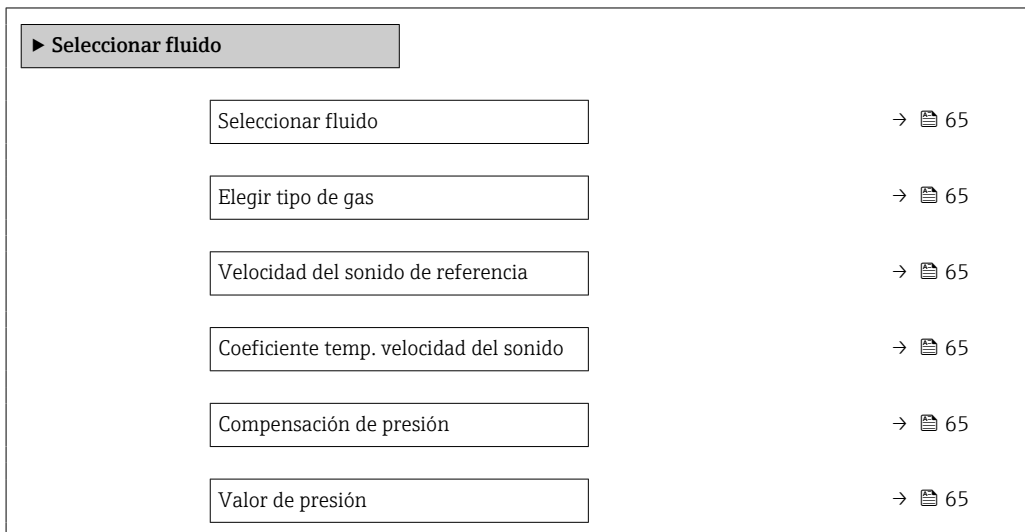 ▶ Seleccionar fluido
Seleccionar fluido → 65
Elegir tipo de gas → 65
Velocidad del sonido de referencia → 65
Coeficiente temp. velocidad del sonido → 65
Compensación de presión → 65
Valor de presión → 65